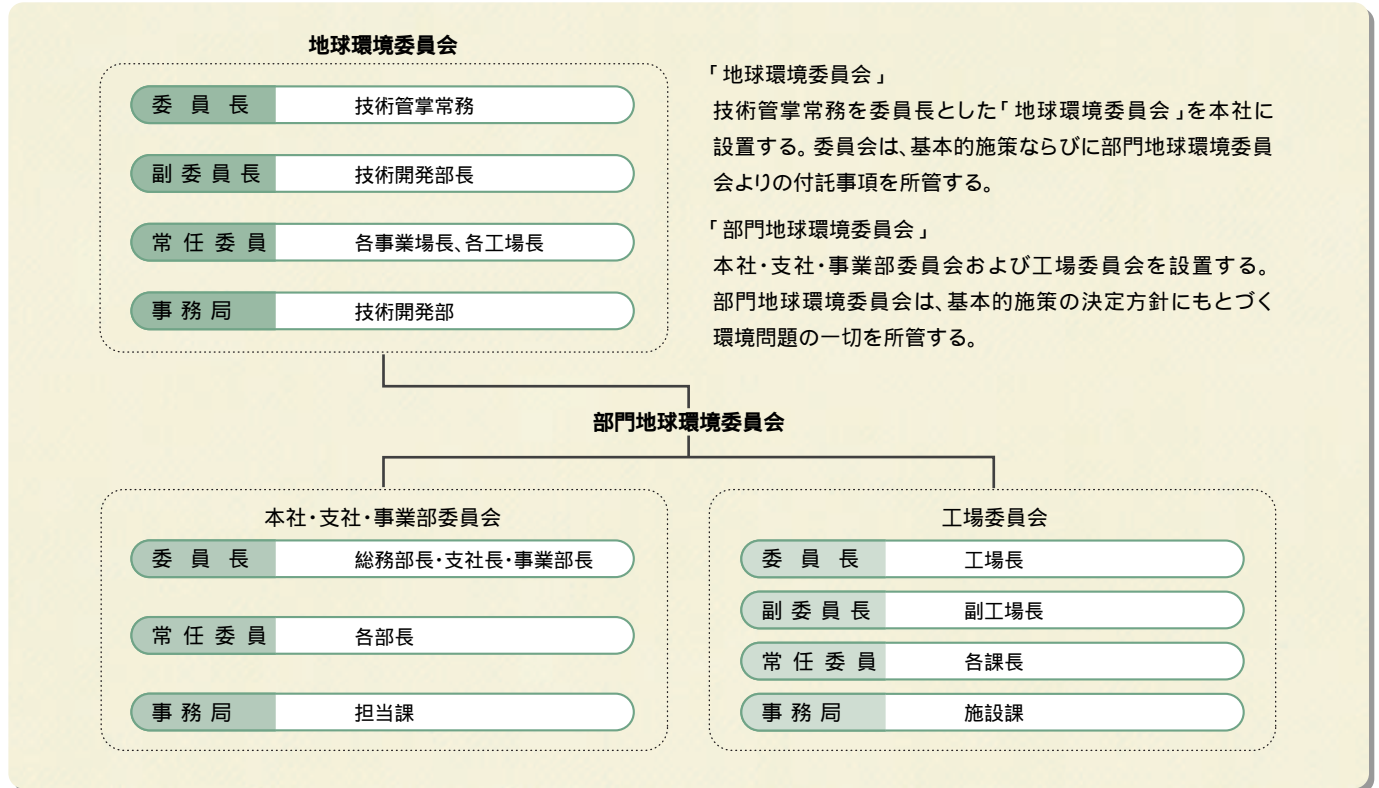 地球環境委員会
委員長 技術管掌常務
副委員長 技術開発部長
常任委員 各事業場長、各工場長
事務局 技術開発部
「地球環境委員会」
技術管掌常務を委員長とした「地球環境委員会」を本社に
設置する。委員会は、基本的施策ならびに部門地球環境委員
会よりの付託事項を所管する。
「部門地球環境委員会」
本社・支社・事業部委員会および工場委員会を設置する。
部門地球環境委員会は、基本的施策の決定方針にもとづく
環境問題の一切を所管する。
部門地球環境委員会
本社・支社・事業部委員会
委員長 総務部長・支社長・事業部長
常任委員 各部長
事務局 担当課
工場委員会
委員長 工場長
副委員長 副工場長
常任委員 各課長
事務局 施設課